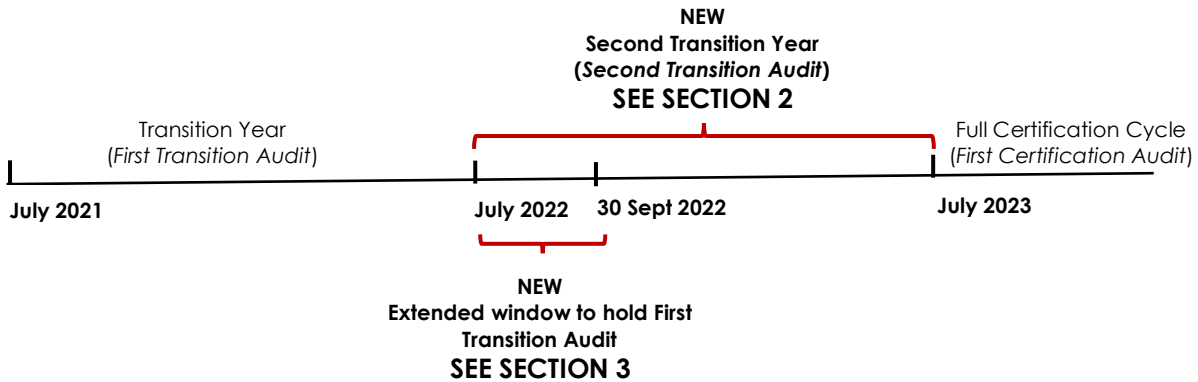 NEW
Second Transition Year
(Second Transition Audit)
SEE SECTION 2
Transition Year
(First Transition Audit)
Full Certification Cycle
(First Certification Audit)
July 2021
July 2022
30 Sept 2022
July 2023
NEW
Extended window to hold First
Transition Audit
SEE SECTION 3